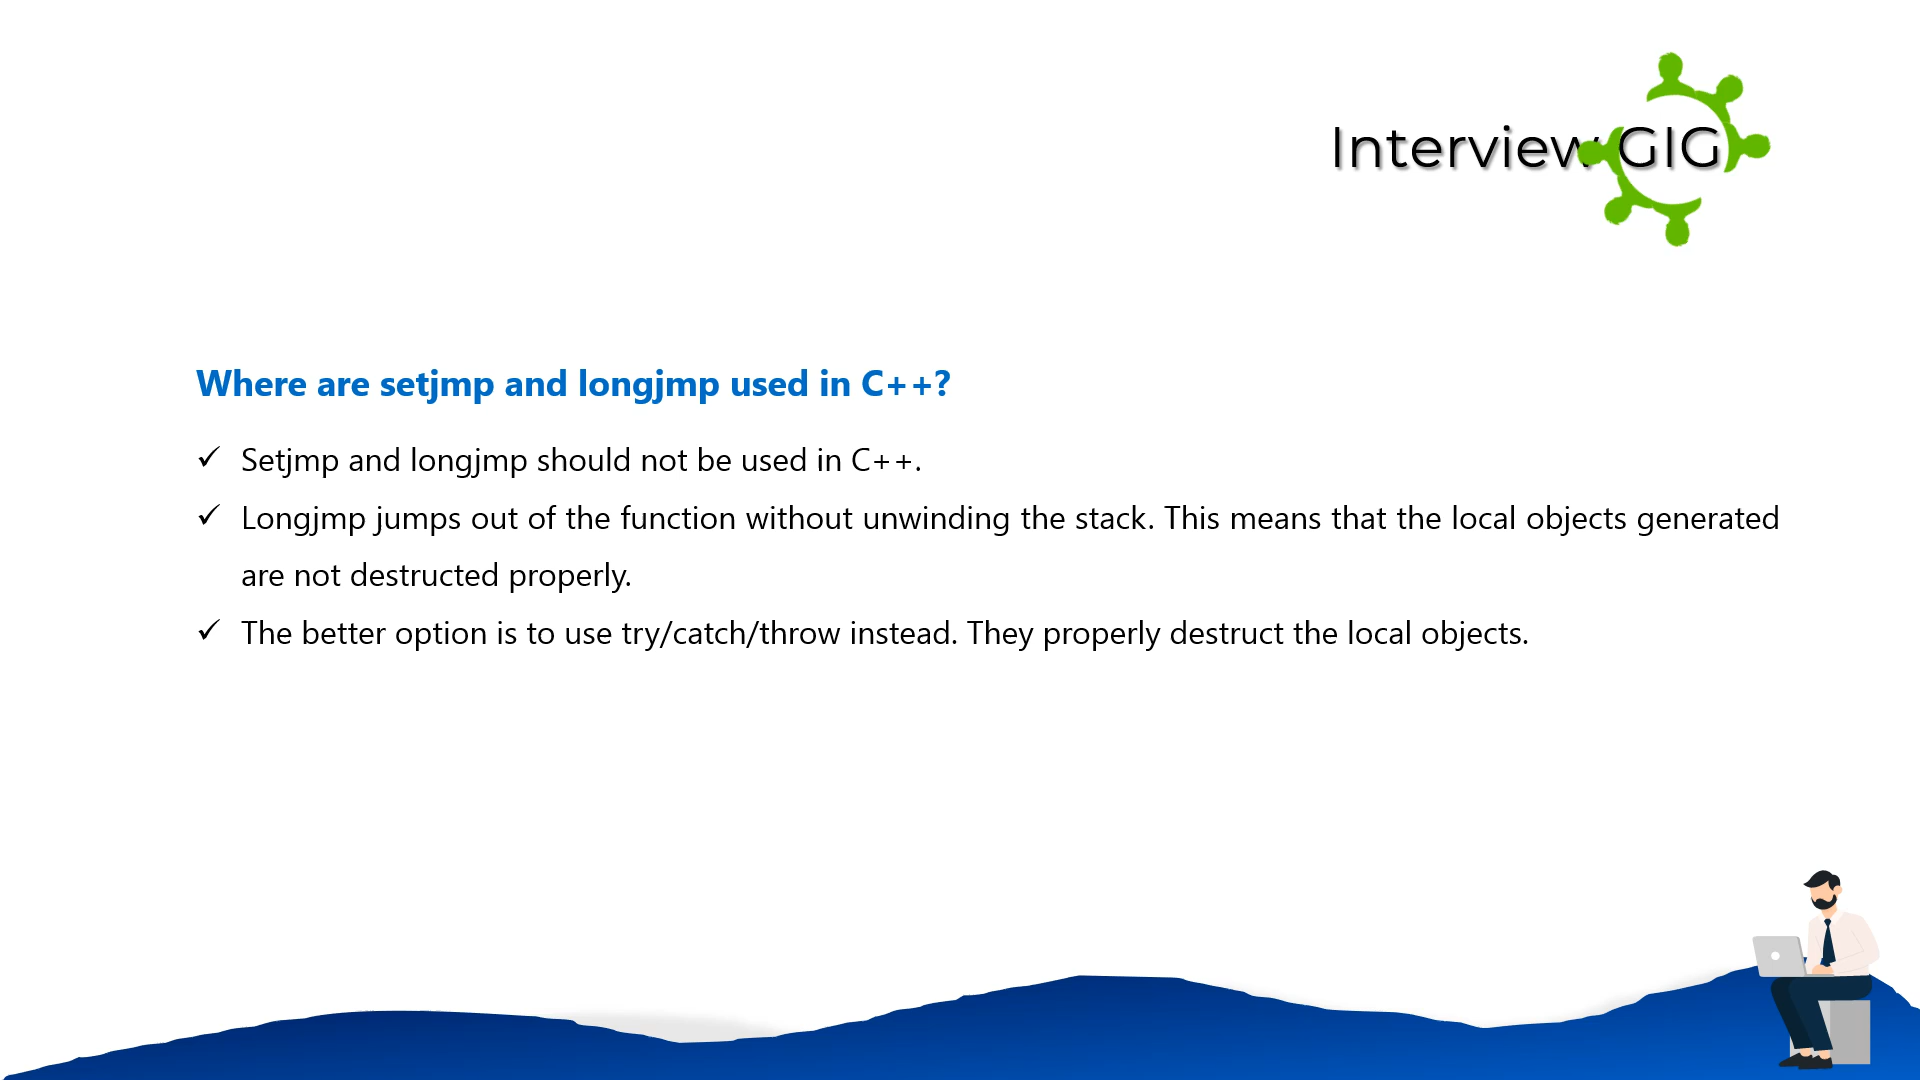 Interview GIG
Where are setjmp and longjmp used in C++?
✓ Setjmp and longjmp should not be used in C++.
✓ Longjmp jumps out of the function without unwinding the stack. This means that the local objects generated
are not destructed properly.
✓ The better option is to use try/catch/throw instead. They properly destruct the local objects.